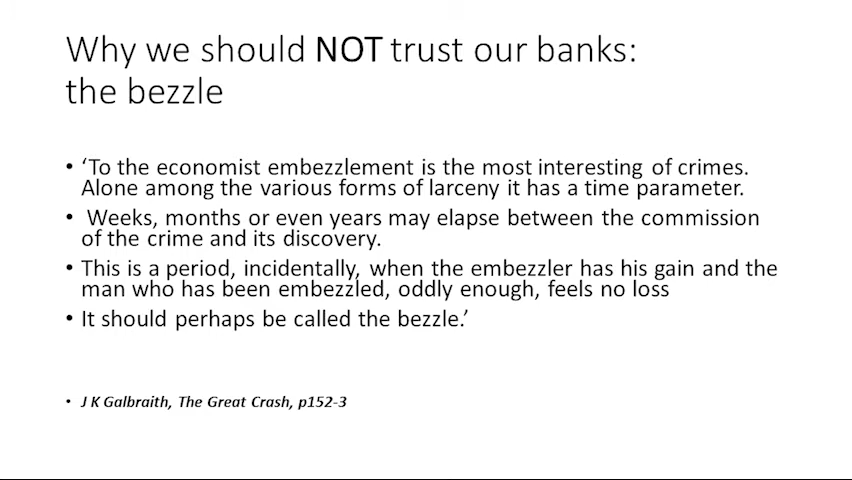 Why we should NOT trust our banks:
the bezzle
• ‘To the economist embezzlement is the most interesting of crimes.
Alone among the various forms of larceny it has a time parameter.
• Weeks, months or even years may elapse between the commission
of the crime and its discovery.
• This is a period, incidentally, when the embezzler has his gain and the
man who has been embezzled, oddly enough, feels no loss
• It should perhaps be called the bezzle.’
• J K Galbraith, The Great Crash, p152-3